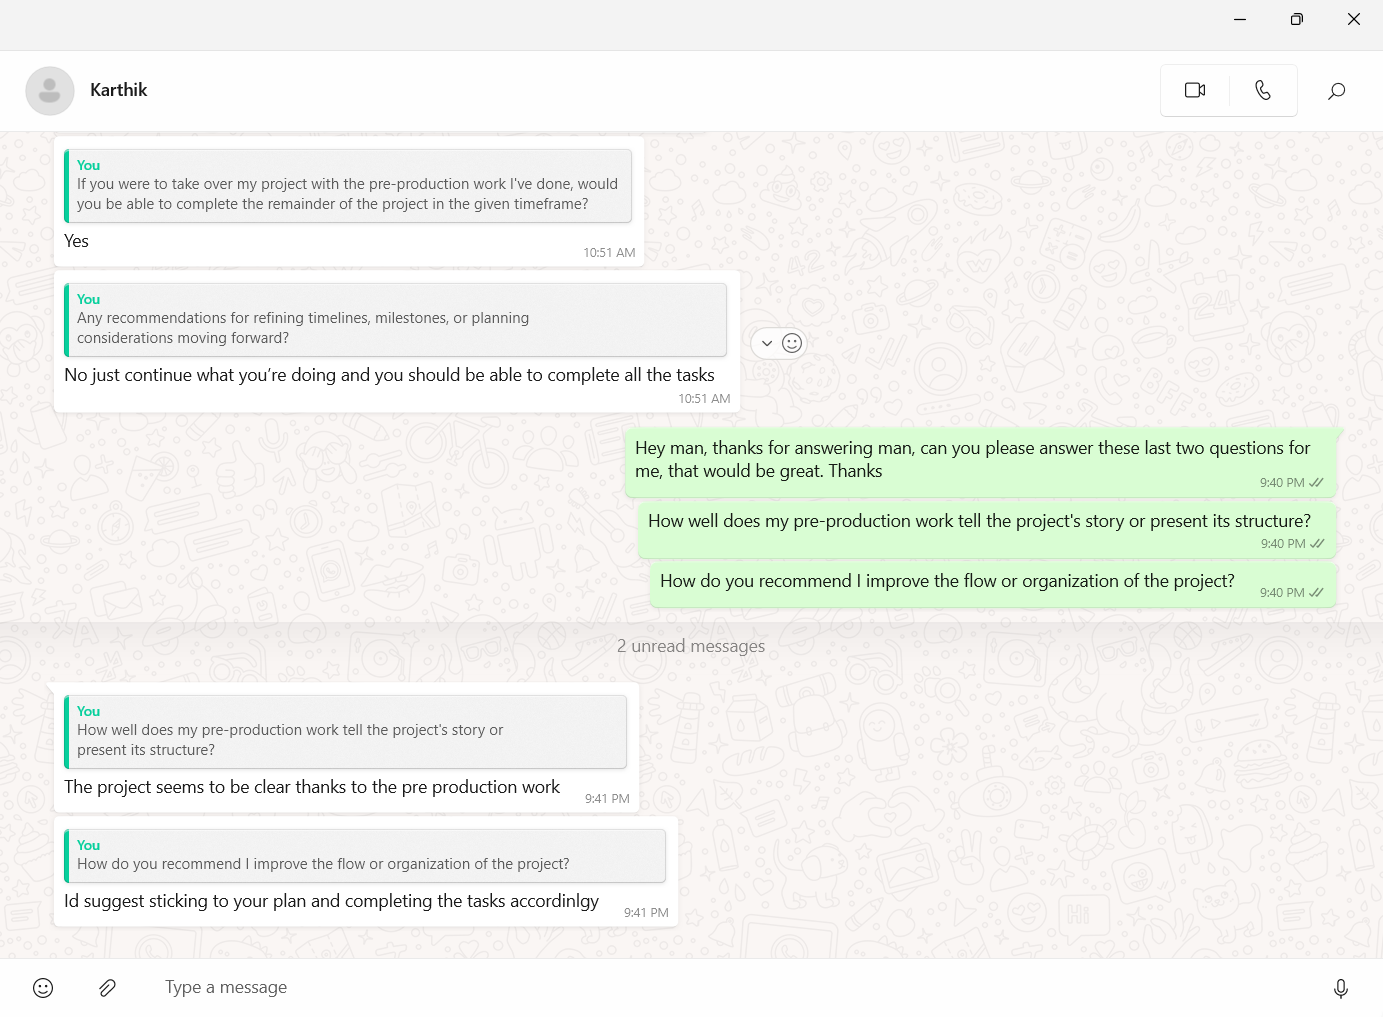 Karthik
You
If you were to take over my project with the pre-production work I've done, would
you be able to complete the remainder of the project in the given timeframe?
Yes
10:51 AM
You
Any recommendations for refining timelines, milestones, or planning
considerations moving forward?
No just continue what you’re doing and you should be able to complete all the tasks
10:51 AM
Hey man, thanks for answering man, can you please answer these last two questions for
me, that would be great. Thanks
9:40 PM
How well does my pre-production work tell the project's story or present its structure?
9:40 PM
How do you recommend I improve the flow or organization of the project?
9:40 PM
2 unread messages
You
How well does my pre-production work tell the project's story or
present its structure?
The project seems to be clear thanks to the pre production work
9:41 PM
You
How do you recommend I improve the flow or organization of the project?
Id suggest sticking to your plan and completing the tasks accordinlgy
9:41 PM
Type a message